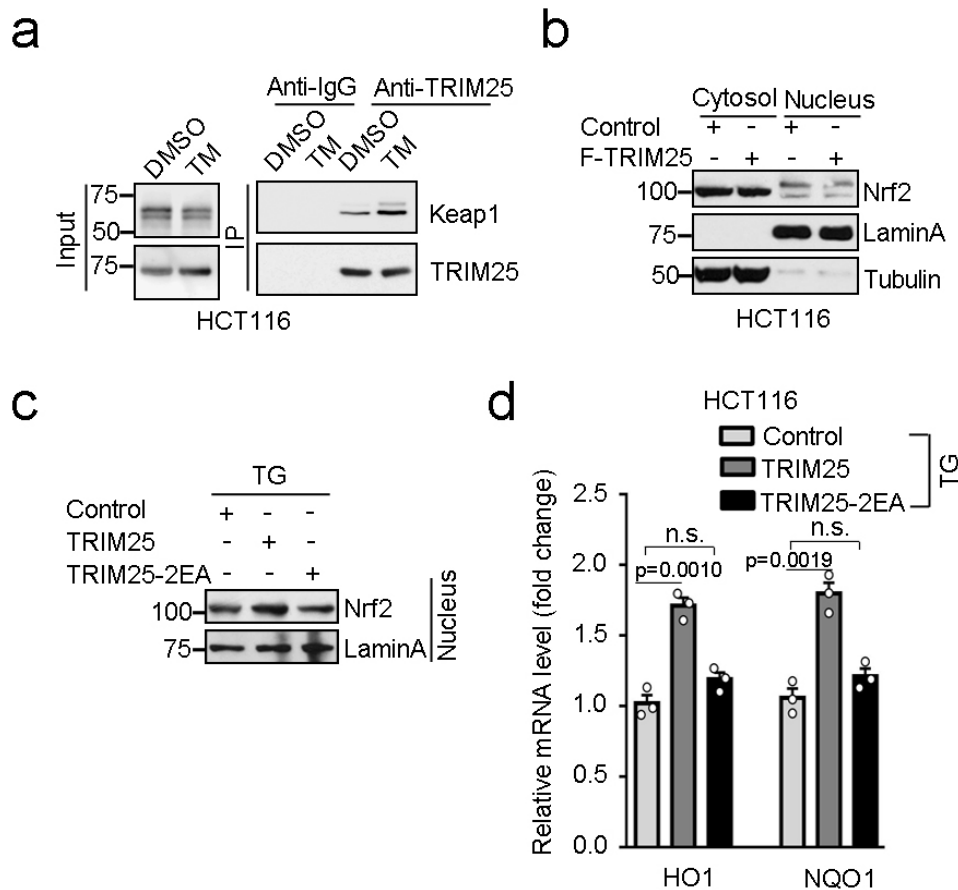 a
Anti-IgG Anti-TRIM25
DMSO TM DMSO TM DMSO TM
Input
75
50
75
IP
Keap1
TRIM25
HCT116
b
Cytosol Nucleus
Control + - + -
F-TRIM25 - + - +
100 Nrf2
75 LaminA
50 Tubulin
HCT116
c
TG
Control + - -
TRIM25 - + -
TRIM25-2EA - - +
100 Nrf2
75 LaminA
Nucleus
d
HCT116
Control
TRIM25
TRIM25-2EA
TG
Relative mRNA level (fold change)
2.5
2.0
1.5
1.0
0.5
0.0
n.s.
p=0.0010
n.s.
p=0.0019
HO1 NQO1